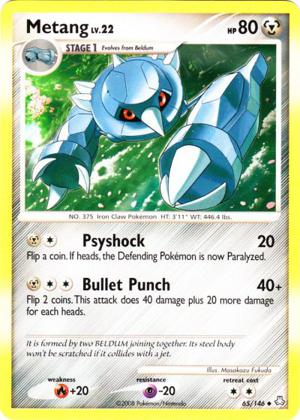 Metang LV.22 HP 80
STAGE 1 Evolves from Beldum
NO. 375 Iron Claw Pokémon HT: 3'11" WT: 446.4 lbs.
Psyshock 20
Flip a coin. If heads, the Defending Pokémon is now Paralyzed.
Bullet Punch 40+
Flip 2 coins. This attack does 40 damage plus 20 more damage
for each heads.
It is formed by two BELDUM joining together. Its steel body
won't be scratched if it collides with a jet.
Illus. Masakazu Fukuda
weakness resistance retreat cost
+20 -20
©2008 Pokémon/Nintendo 65/146